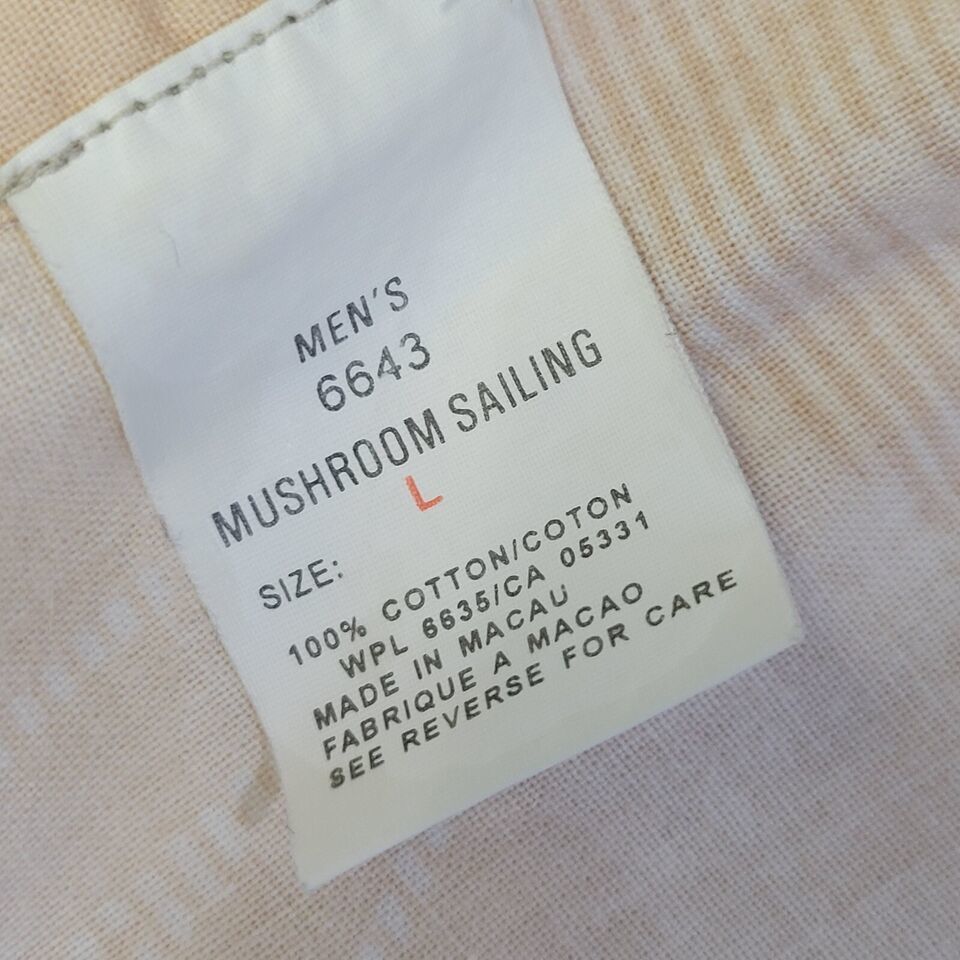 MEN'S
6643
MUSHROOM SAILING
SIZE: L
100% COTTON/COTON
WPL 6635/CA 05331
MADE IN MACAU
FABRIQUE A MACAO
SEE REVERSE FOR CARE